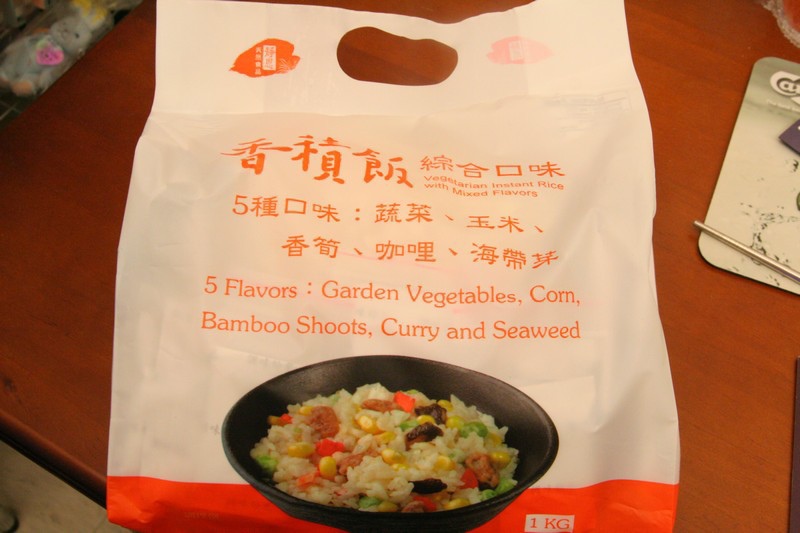 香積飯 綜合口味
Vegetarian Instant Rice
with Mixed Flavors
5種口味：蔬菜、玉米、
香筍、咖哩、海帶芽
5 Flavors：Garden Vegetables, Corn,
Bamboo Shoots, Curry and Seaweed
1 KG